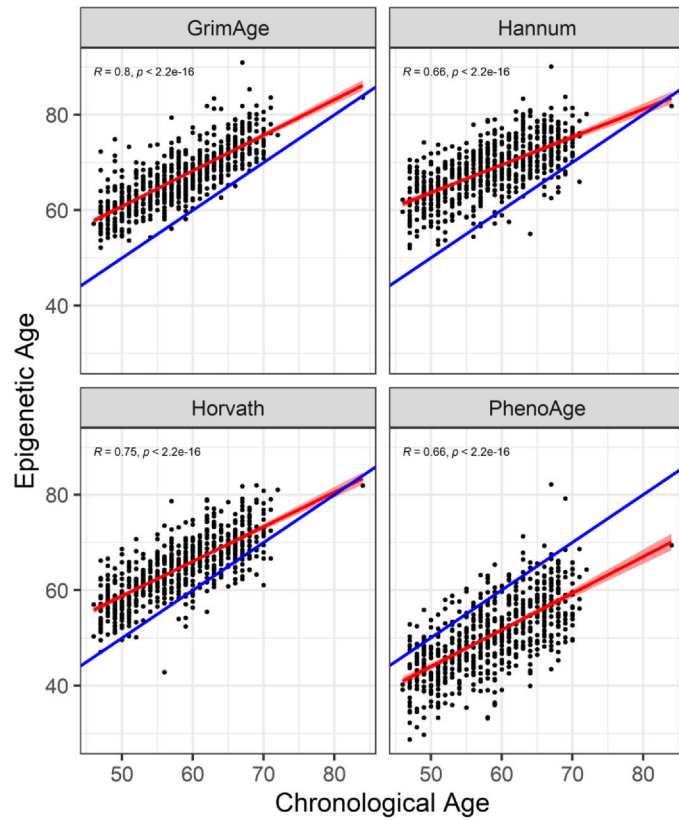 GrimAge
Hannum
R = 0.8, p < 2.2e-16
R = 0.66, p < 2.2e-16
80
60
40
Horvath
PhenoAge
R = 0.75, p < 2.2e-16
R = 0.66, p < 2.2e-16
80
60
40
50 60 70 80
50 60 70 80
Epigenetic Age
Chronological Age